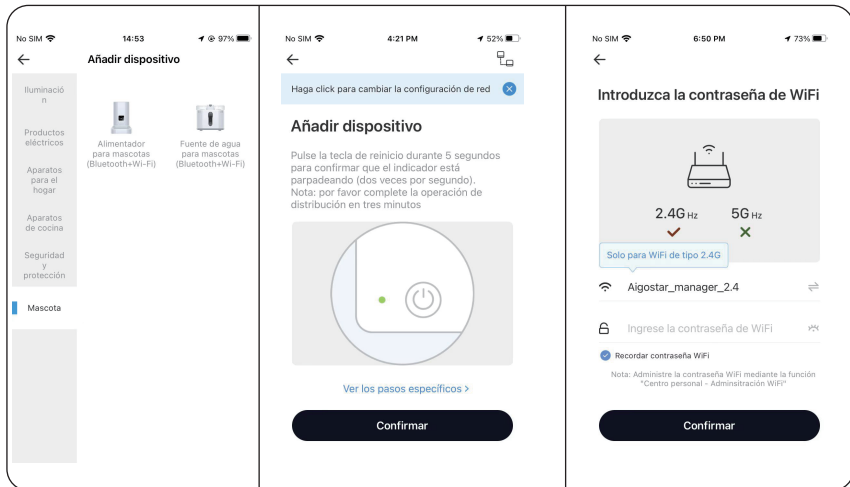 No SIM 14:53 97%
Añadir dispositivo
Iluminació
n
Productos
eléctricos
Aparatos
para el
hogar
Aparatos
de cocina
Seguridad
y
protección
Mascota
Alimentador
para mascotas
(Bluetooth+Wi-Fi)
Fuente de agua
para mascotas
(Bluetooth+Wi-Fi)
No SIM 4:21 PM 52%
Haga click para cambiar la configuración de red
Añadir dispositivo
Pulse la tecla de reinicio durante 5 segundos
para confirmar que el indicador está
parpadeando (dos veces por segundo).
Nota: por favor complete la operación de
distribución en tres minutos
Ver los pasos específicos >
Confirmar
No SIM 6:50 PM 73%
Introduzca la contraseña de WiFi
2.4G Hz 5G Hz
Solo para WiFi de tipo 2.4G
Aigostar_manager_2.4
Ingrese la contraseña de WiFi
Recordar contraseña WiFi
Nota: Administre la contraseña WiFi mediante la función
"Centro personal - Adminsitración WiFi"
Confirmar